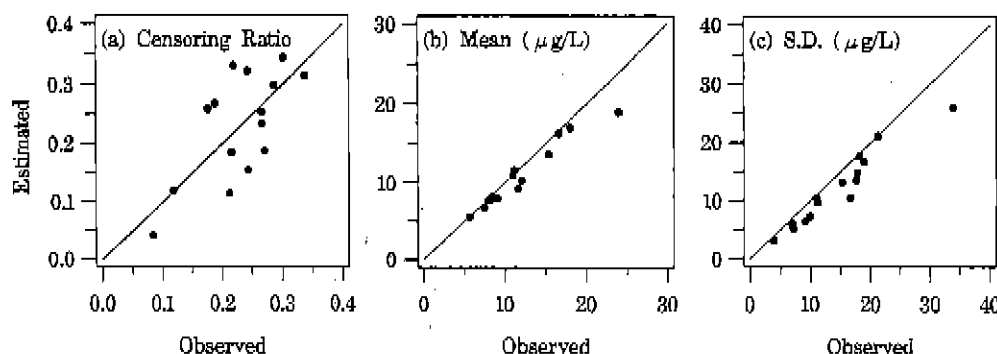 (a) Censoring Ratio
(b) Mean (μg/L)
(c) S.D. (μg/L)
Estimated
0.4
0.3
0.2
0.1
0.0
30
20
10
0
40
30
20
10
0
0.0 0.1 0.2 0.3 0.4
0 10 20 30
0 10 20 30 40
Observed
Observed
Observed